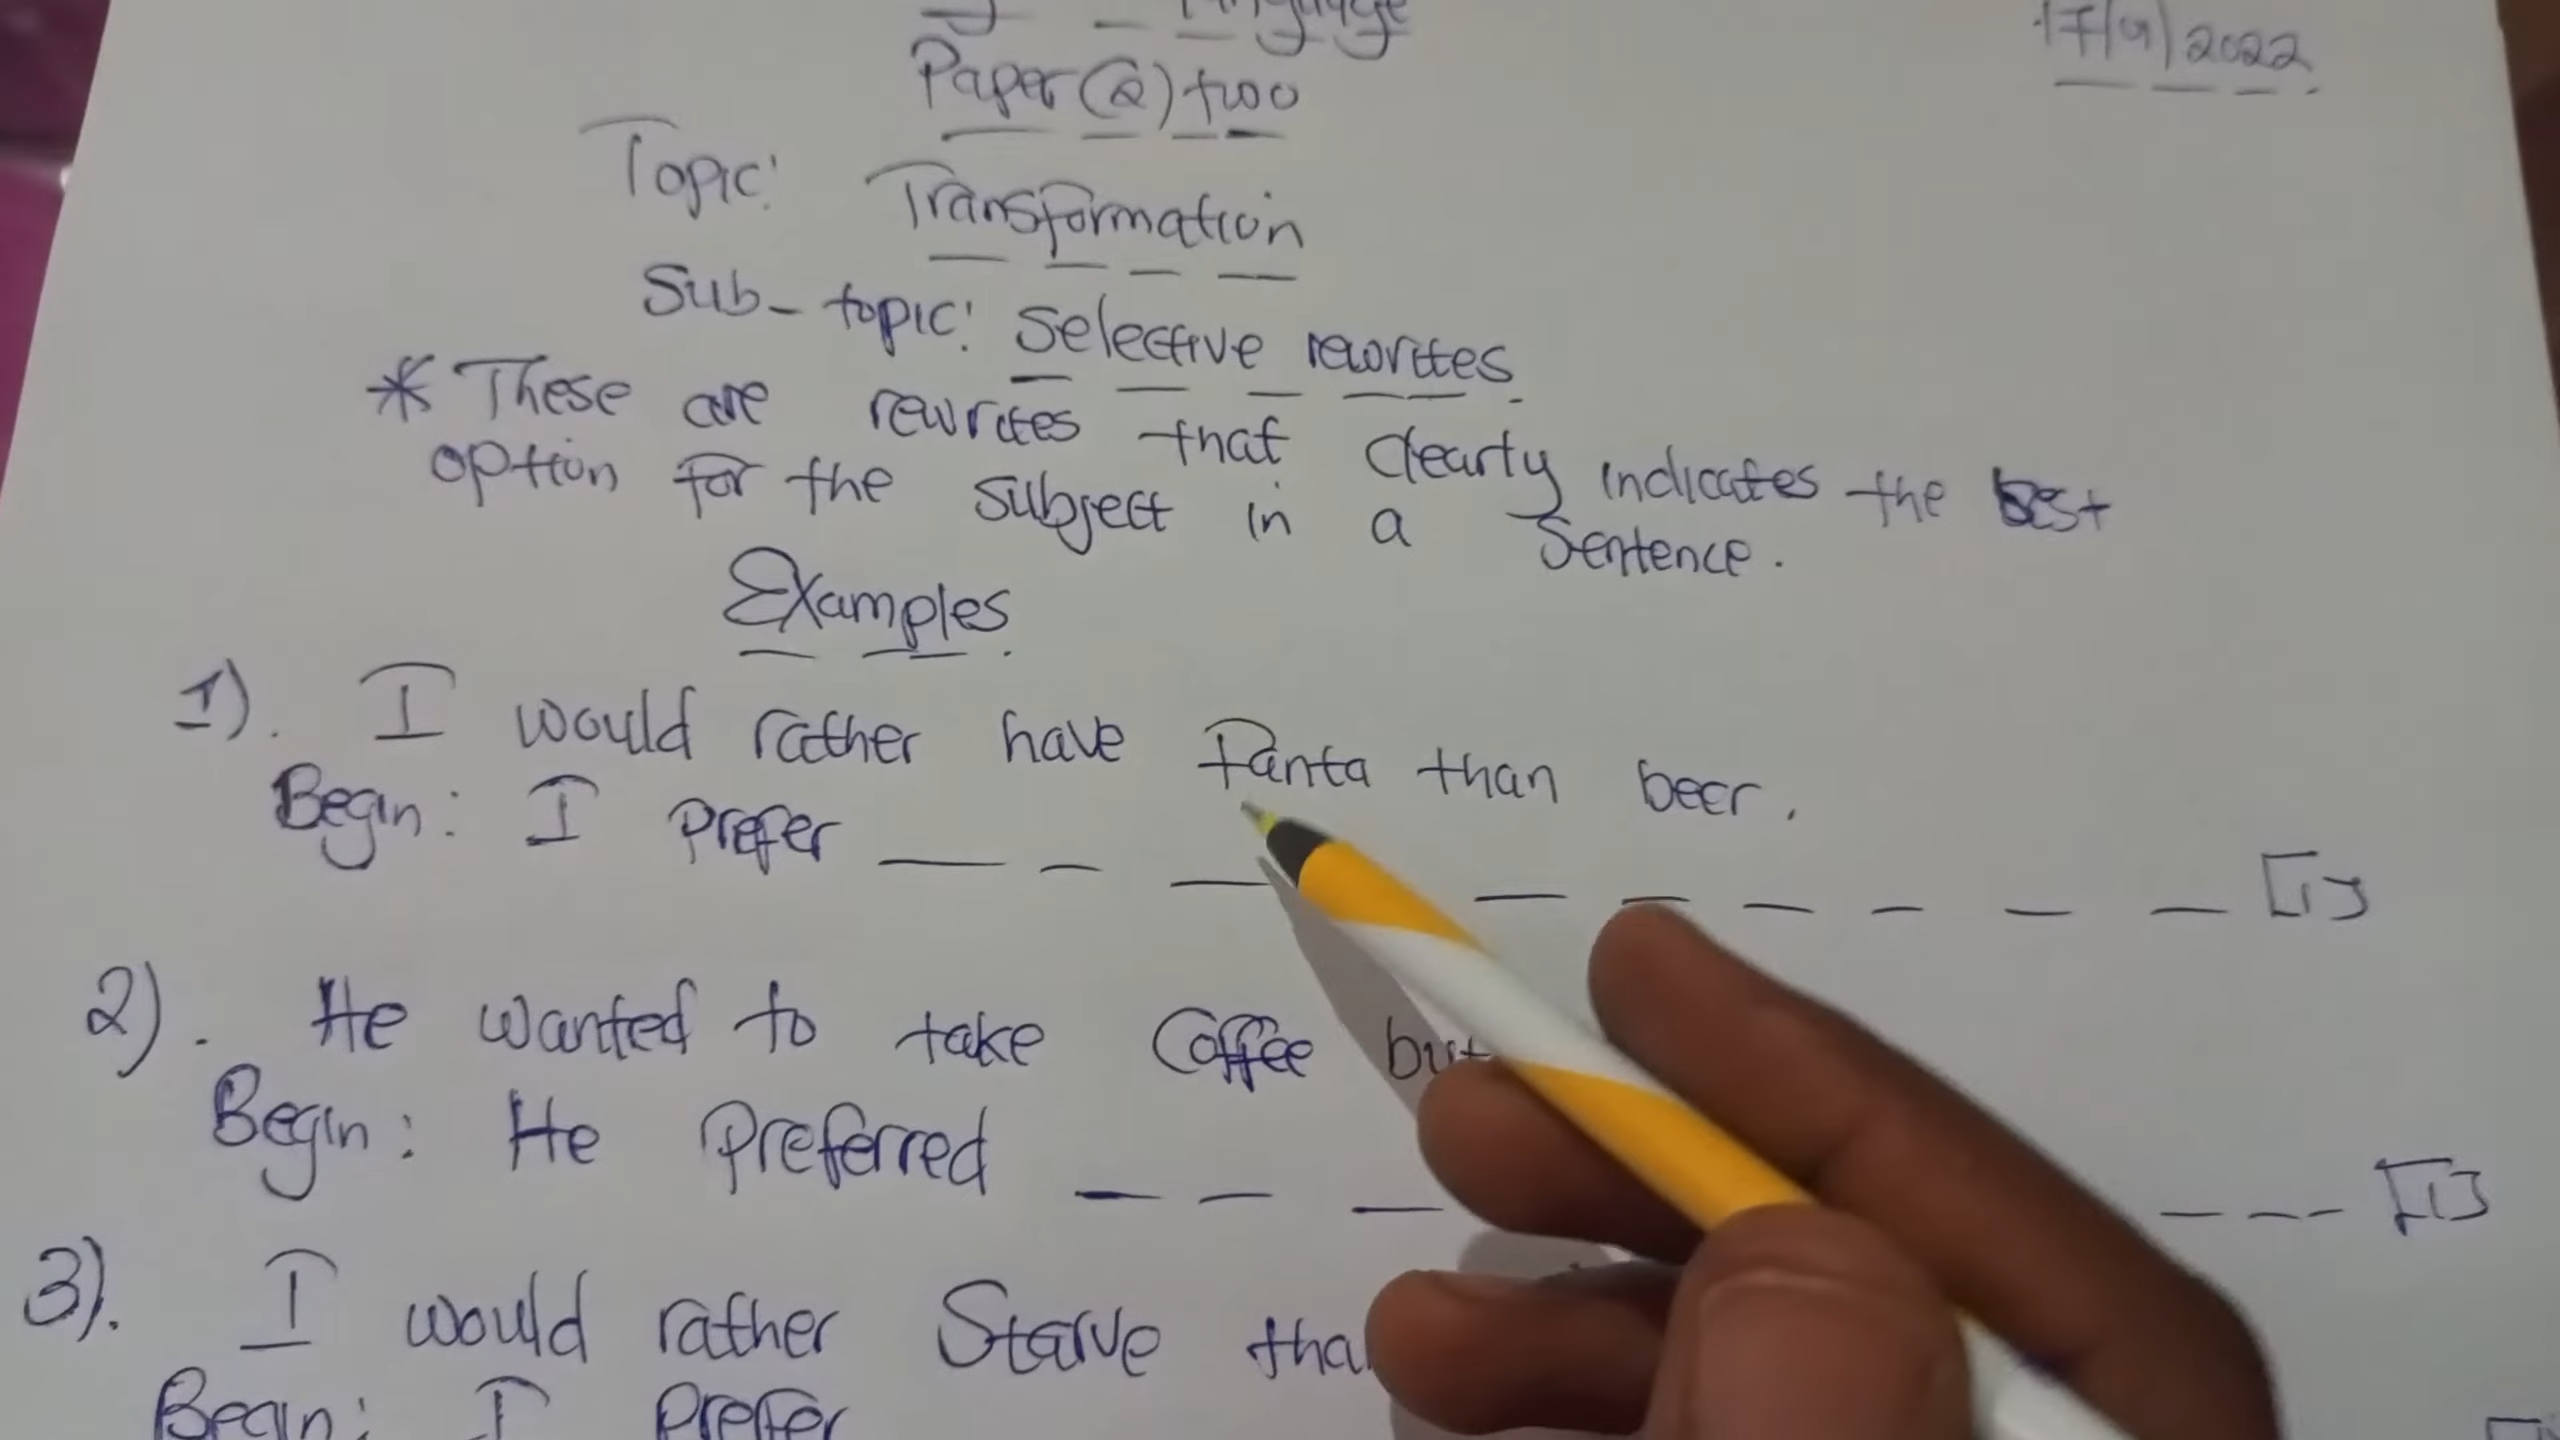 Language
17/9/2022
Paper (2) two
Topic: Transformation
Sub-topic: Selective rewrites.
* These are rewrites that clearly indicates the best
option for the subject in a sentence.
Examples.
1). I would rather have Fanta than beer.
Begin: I prefer _ _ _ _ _ _ _ _ _ [1]
2). He wanted to take coffee but
Begin: He preferred _ _ _ _ _ _ [1]
3). I would rather starve
Begin: I prefer